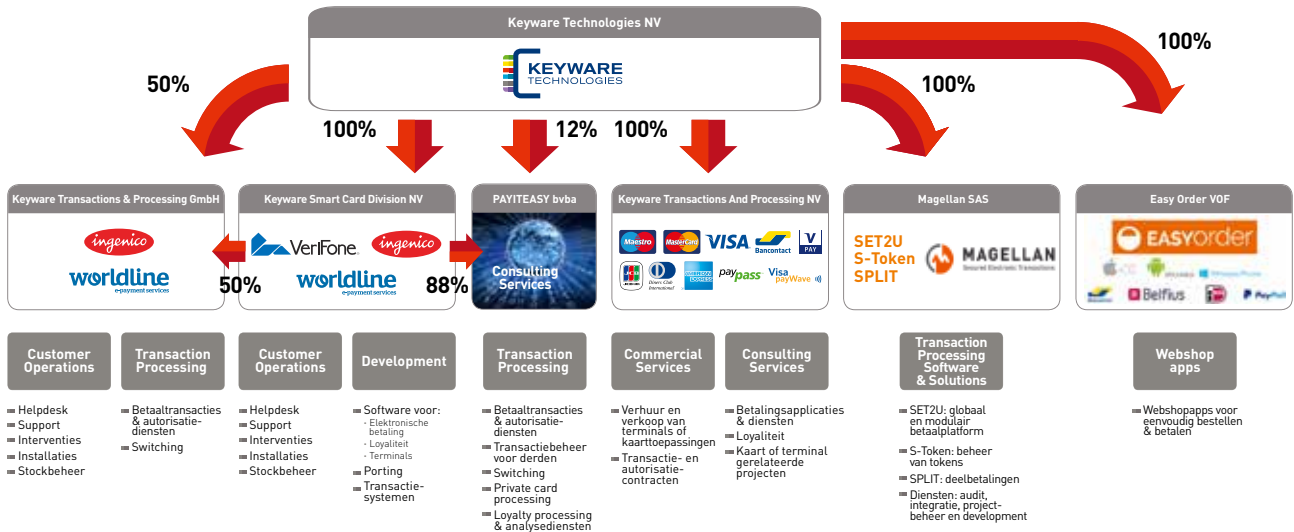 Keyware Technologies NV
KEYWARE
TECHNOLOGIES
50%
100%
12%
100%
100%
100%
Keyware Transactions & Processing GmbH
ingenico
worldline
e-payment services
50%
Keyware Smart Card Division NV
VeriFone
ingenico
worldline
e-payment services
88%
PAYITEASY bvba
Consulting
Services
Keyware Transactions And Processing NV
Maestro
MasterCard
VISA
Bancontact
V
PAY
JCB
Diners Club
International
AMERICAN
EXPRESS
paypass
Visa
payWave
Magellan SAS
SET2U
S-Token
SPLIT
MAGELLAN
Secured Electronic Transactions
Easy Order VOF
EASYorder
Belfius
PayPal
Customer
Operations
Helpdesk
Support
Interventies
Installaties
Stockbeheer
Transaction
Processing
Betaaltransacties
& autorisatie-
diensten
Switching
Customer
Operations
Helpdesk
Support
Interventies
Installaties
Stockbeheer
Development
Software voor:
- Elektronische
betaling
- Loyaliteit
- Terminals
Porting
Transactie-
systemen
Transaction
Processing
Betaaltransacties
& autorisatie-
diensten
Transactiebeheer
voor derden
Switching
Private card
processing
Loyalty processing
& analysediensten
Commercial
Services
Verhuur en
verkoop van
terminals of
kaarttoepassingen
Transactie- en
autorisatie-
contracten
Consulting
Services
Betalingsapplicaties
& diensten
Loyaliteit
Kaart of terminal
gerelateerde
projecten
Transaction
Processing
Software
& Solutions
SET2U: globaal
en modulair
betaalplatform
S-Token: beheer
van tokens
SPLIT: deelbetalingen
Diensten: audit,
integratie, project-
beheer en development
Webshop
apps
Webshopapps voor
eenvoudig bestellen
& betalen